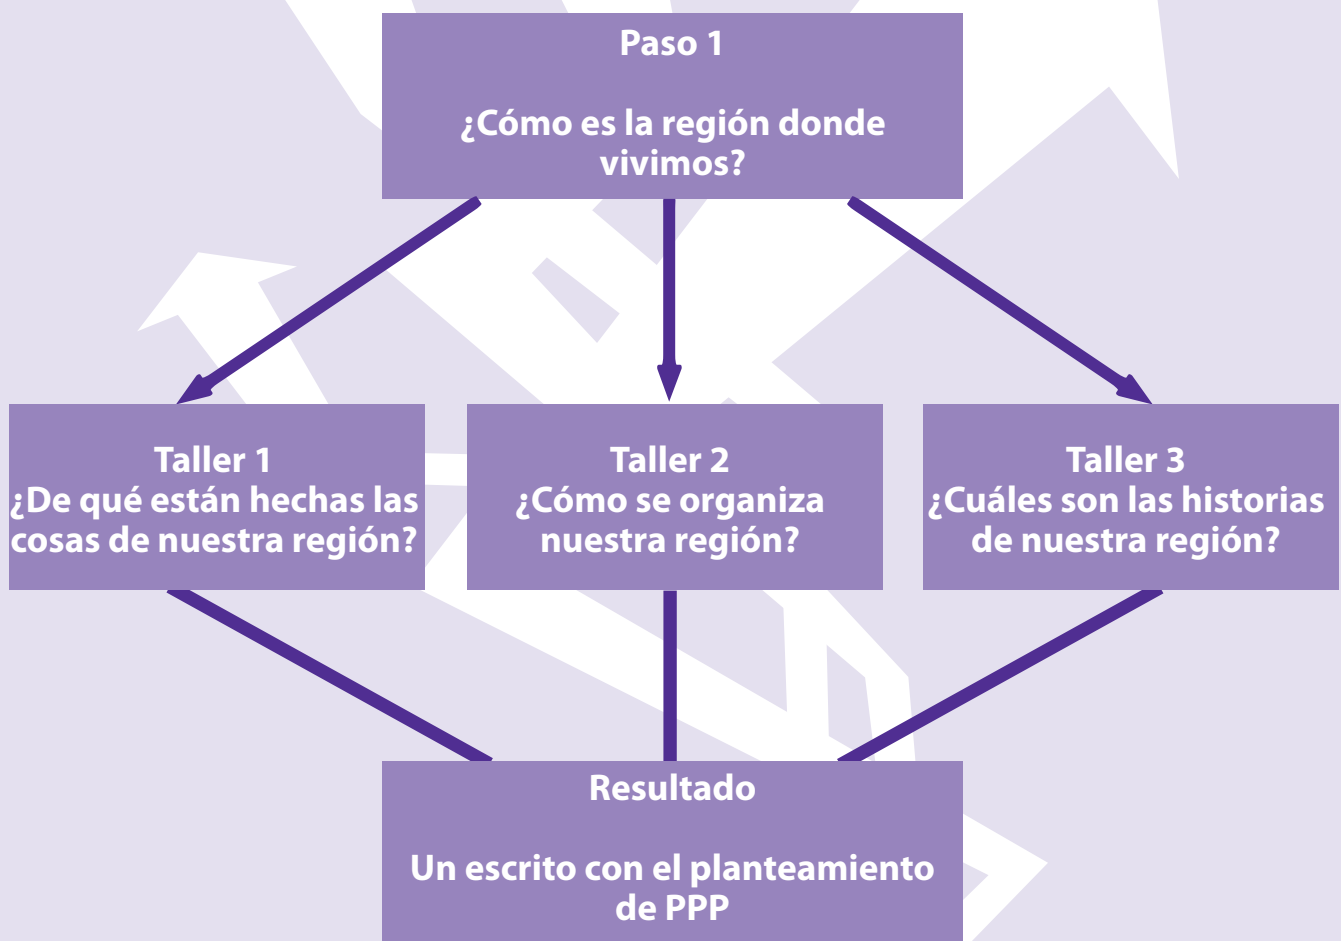 Paso 1
¿Cómo es la región donde
vivimos?
Taller 1
¿De qué están hechas las
cosas de nuestra región?
Taller 2
¿Cómo se organiza
nuestra región?
Taller 3
¿Cuáles son las historias
de nuestra región?
Resultado
Un escrito con el planteamiento
de PPP